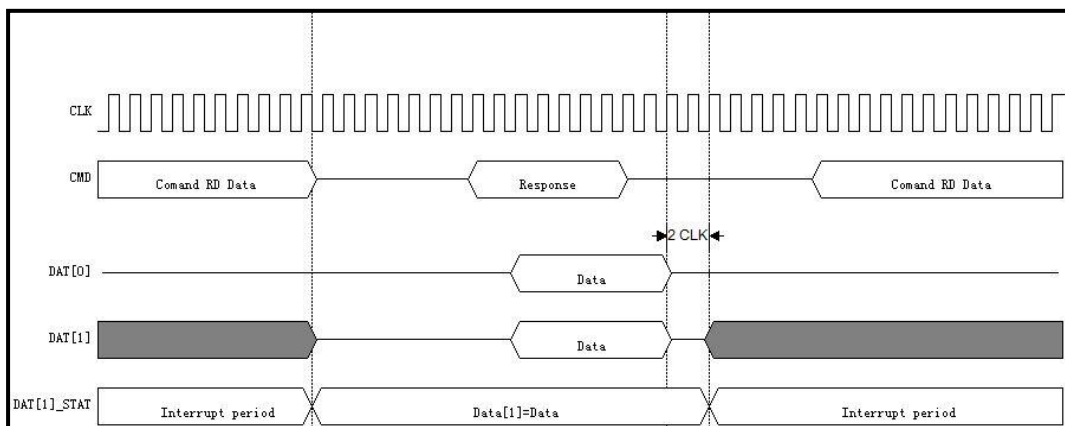 CLK
CMD Comand RD Data Response Comand RD Data
2 CLK
DAT[0] Data
DAT[1] Data
DAT[1]_STAT Interrupt period Data[1]=Data Interrupt period